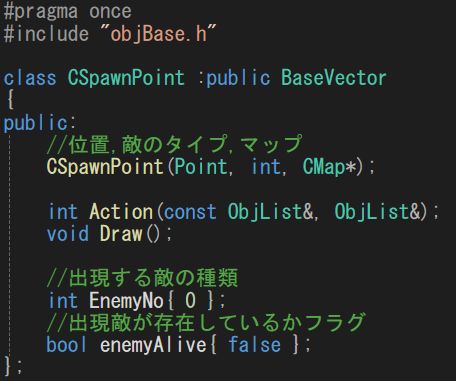 #pragma once
#include "objBase.h"
class CSpawnPoint :public BaseVector
{
public:
//位置,敵のタイプ,マップ
CSpawnPoint(Point, int, CMap*);
int Action(const ObjList&, ObjList&);
void Draw();
//出現する敵の種類
int EnemyNo{ 0 };
//出現敵が存在しているかフラグ
bool enemyAlive{ false };
};